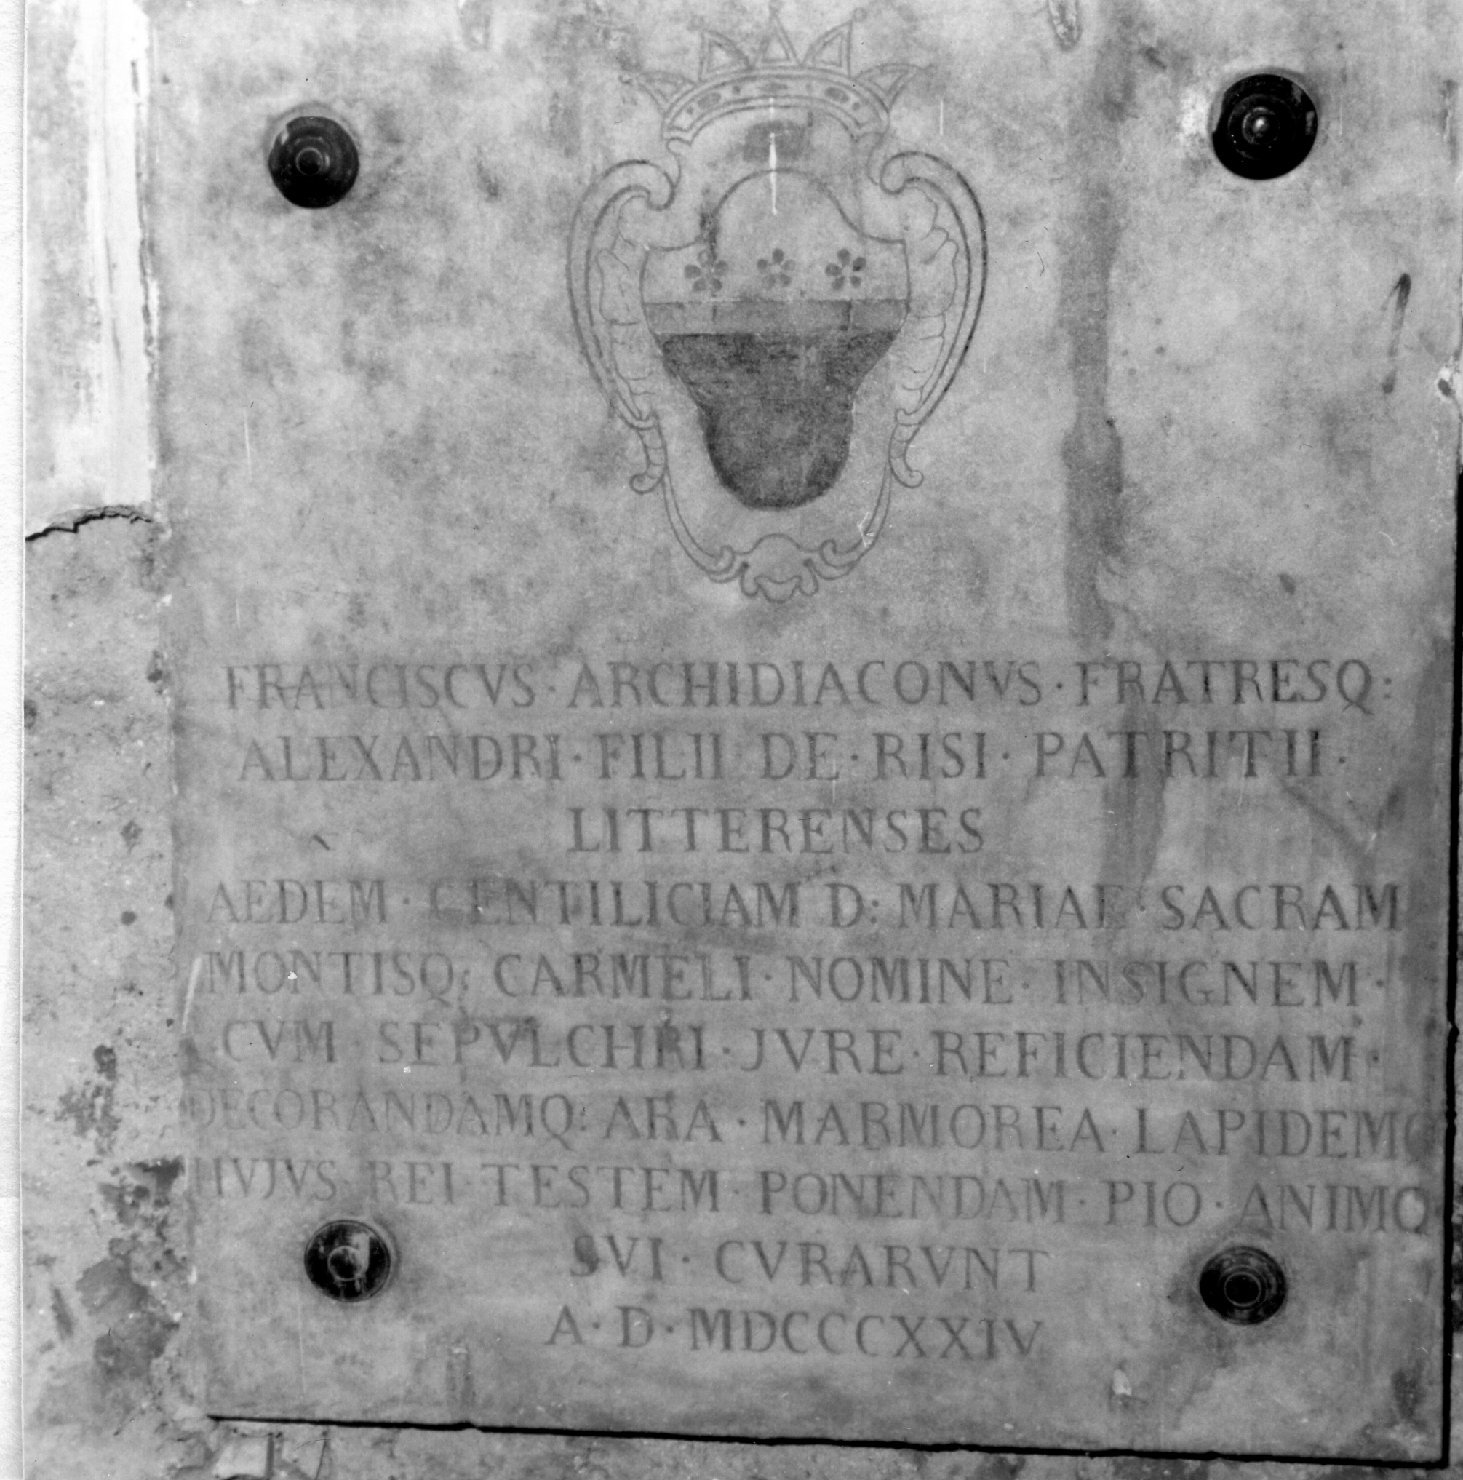 FRANCISCVS · ARCHIDIACONVS · FRATRESQ:
ALEXANDRI · FILII DE · RISI · PATRITII ·
LITTERENSES
AEDEM · GENTILICIAM D: MARIAE · SACRAM
MONTISQ: CARMELI · NOMINE · INSIGNEM ·
CVM · SEPVLCHRI · JVRE · REFICIENDAM ·
DECORANDAMQ: ARA · MARMOREA · LAPIDEMQ
HVJVS · REI · TESTEM · PONENDAM · PIO · ANIMO
SVI · CVRARVNT
A · D · MDCCCXXIV